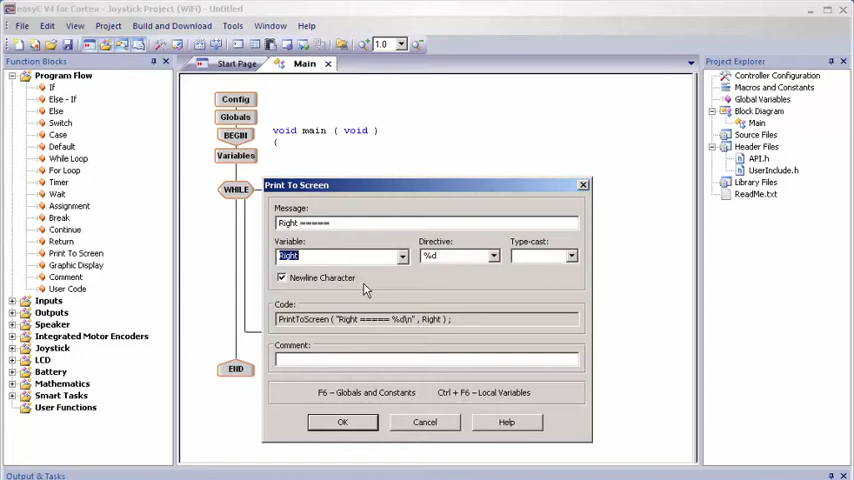 easyC V4 for Cortex - Joystick Project (WiFi) - Untitled
File Edit View Project Build and Download Tools Window Help
1.0
Function Blocks
Start Page
Main
Project Explorer
Program Flow
If
Else - If
Else
Switch
Case
Default
While Loop
For Loop
Timer
Wait
Assignment
Break
Continue
Return
Print To Screen
Graphic Display
Comment
User Code
Inputs
Outputs
Speaker
Integrated Motor Encoders
Joystick
LCD
Battery
Mathematics
Smart Tasks
User Functions
Config
Globals
BEGIN
Variables
WHILE
END
void main ( void )
{
Print To Screen
Message:
Right =====
Variable: Directive: Type-cast:
Right %d
Newline Character
Code:
PrintToScreen ( "Right ===== %d\n" , Right ) ;
Comment:
F6 – Globals and Constants Ctrl + F6 – Local Variables
OK Cancel Help
Controller Configuration
Macros and Constants
Global Variables
Block Diagram
Main
Source Files
Header Files
API.h
UserInclude.h
Library Files
ReadMe.txt
Output & Tasks